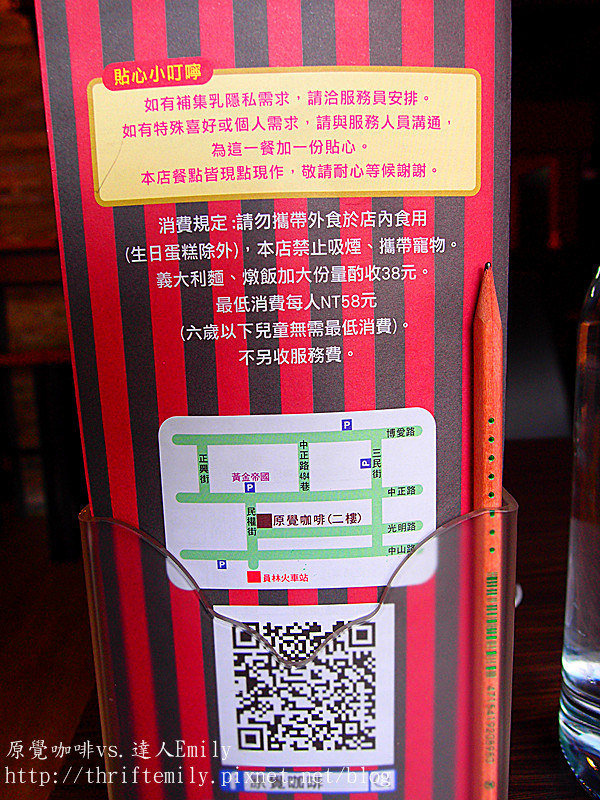 貼心小叮嚀
如有補集乳隱私需求，請洽服務員安排。
如有特殊喜好或個人需求，請與服務人員溝通，
為這一餐加一份貼心。
本店餐點皆現點現作，敬請耐心等候謝謝。
消費規定:請勿攜帶外食於店內食用
(生日蛋糕除外)，本店禁止吸煙、攜帶寵物。
義大利麵、燉飯加大份量酌收38元。
最低消費每人NT58元
(六歲以下兒童無需最低消費)。
不另收服務費。
P
博愛路
正興街
中正路484巷
三民街
P
黃金帝國
P
中正路
民權街
原覺咖啡(二樓)
光明路
中山路
P
員林火車站
原覺咖啡
原覺咖啡vs.達人Emily
http://thriftemily.pixnet.net/blog